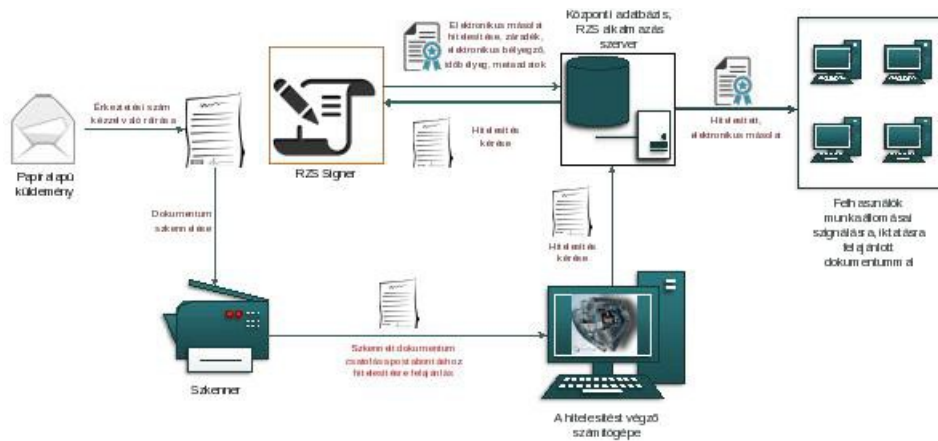 Elektronikus másolat
hitelesítése, záradék,
elektronikus bélyegző,
időbélyeg, metaadatok
Központi adatbázis,
RZS alkalmazás
szerver
Érkeztetési szám
kézzel való ráírása
Papíralapú
küldemény
RZS Signer
Hitelesítés
kérése
Hitelesített,
elektronikus másolat
Felhasználók
munkaállomásai
szignálásra, iktatásra
felajánlott
dokumentummal
Dokumentum
szkennelése
Hitelesítés
kérése
Szkenner
Szkennelt dokumentum
csatolása postabontáshoz
hitelesítésre felajánlás
A hitelesítést végző
számítógépe